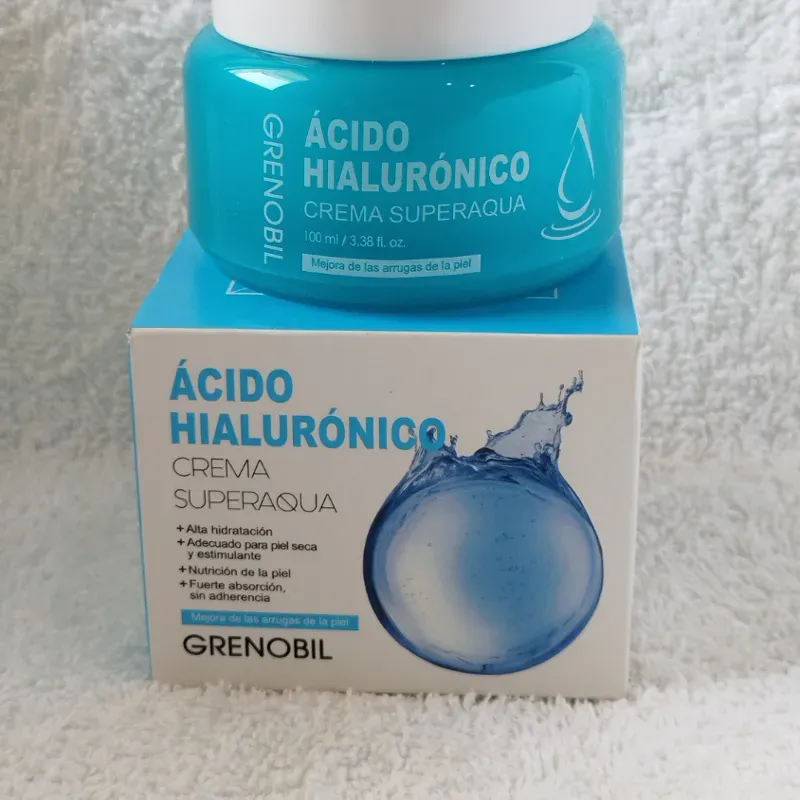 GRENOBIL
ÁCIDO
HIALURÓNICO
CREMA SUPERAQUA
100 ml / 3.38 fl. oz.
Mejora de las arrugas de la piel
ÁCIDO
HIALURÓNICO
CREMA
SUPERAQUA
+Alta hidratación
+Adecuado para piel seca
y estimulante
+Nutrición de la piel
+Fuerte absorción,
sin adherencia
Mejora de las arrugas de la piel
GRENOBIL